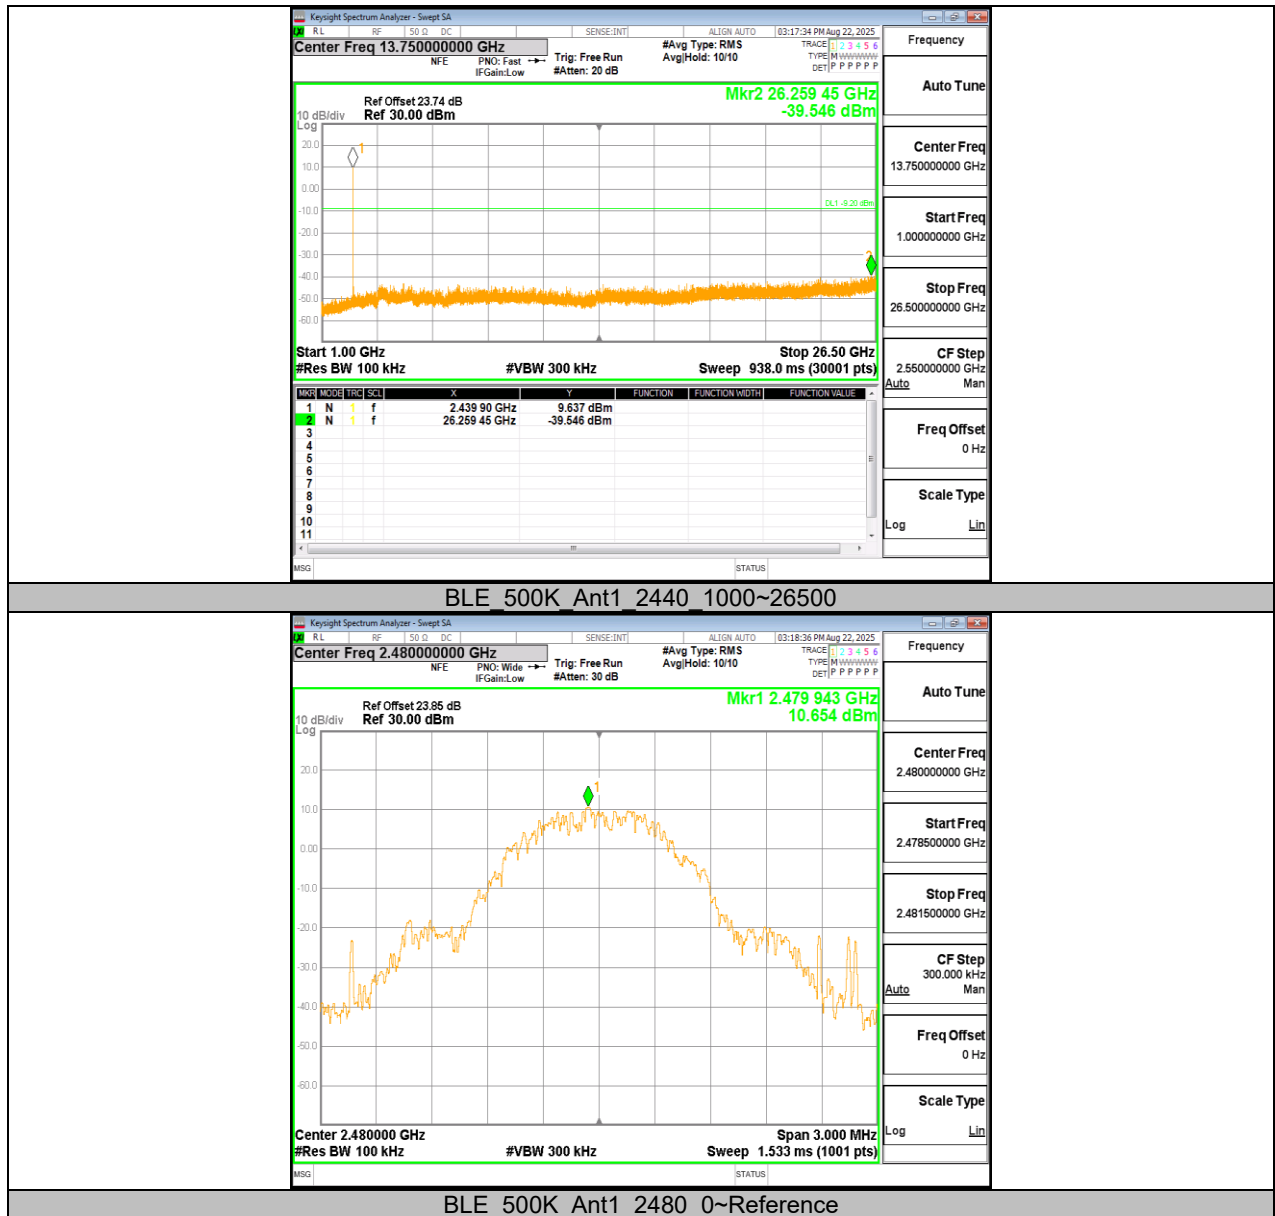 Keysight Spectrum Analyzer - Swept SA
LXI RL RF 50 Ω DC SENSE:INT ALIGN AUTO 03:17:34 PM Aug 22, 2025
Center Freq 13.750000000 GHz
NFE PNO: Fast Trig: Free Run #Avg Type: RMS TRACE 1 2 3 4 5 6
IFGain:Low #Atten: 20 dB Avg|Hold: 10/10 TYPE M WWWWW
DET P P P P P P
Mkr2 26.259 45 GHz
-39.546 dBm
Ref Offset 23.74 dB
10 dB/div Ref 30.00 dBm
Log
20.0
1
10.0
0.00
DL1 -9.20 dBm
-10.0
-20.0
-30.0
2
-40.0
-50.0
-60.0
Start 1.00 GHz Stop 26.50 GHz
#Res BW 100 kHz #VBW 300 kHz Sweep 938.0 ms (30001 pts)
MKR MODE TRC SCL X Y FUNCTION FUNCTION WIDTH FUNCTION VALUE
1 N 1 f 2.439 90 GHz 9.637 dBm
2 N 1 f 26.259 45 GHz -39.546 dBm
3
4
5
6
7
8
9
10
11
MSG STATUS
Frequency
Auto Tune
Center Freq
13.750000000 GHz
Start Freq
1.000000000 GHz
Stop Freq
26.500000000 GHz
CF Step
2.550000000 GHz
Auto Man
Freq Offset
0 Hz
Scale Type
Log Lin
BLE_500K_Ant1_2440_1000~26500
Keysight Spectrum Analyzer - Swept SA
LXI RL RF 50 Ω DC SENSE:INT ALIGN AUTO 03:18:36 PM Aug 22, 2025
Center Freq 2.480000000 GHz
NFE PNO: Wide Trig: Free Run #Avg Type: RMS TRACE 1 2 3 4 5 6
IFGain:Low #Atten: 30 dB Avg|Hold: 10/10 TYPE M WWWWW
DET P P P P P P
Mkr1 2.479 943 GHz
10.654 dBm
Ref Offset 23.85 dB
10 dB/div Ref 30.00 dBm
Log
20.0
1
10.0
0.00
-10.0
-20.0
-30.0
-40.0
-50.0
-60.0
Center 2.480000 GHz Span 3.000 MHz
#Res BW 100 kHz #VBW 300 kHz Sweep 1.533 ms (1001 pts)
MSG STATUS
Frequency
Auto Tune
Center Freq
2.480000000 GHz
Start Freq
2.478500000 GHz
Stop Freq
2.481500000 GHz
CF Step
300.000 kHz
Auto Man
Freq Offset
0 Hz
Scale Type
Log Lin
BLE_500K_Ant1_2480_0~Reference